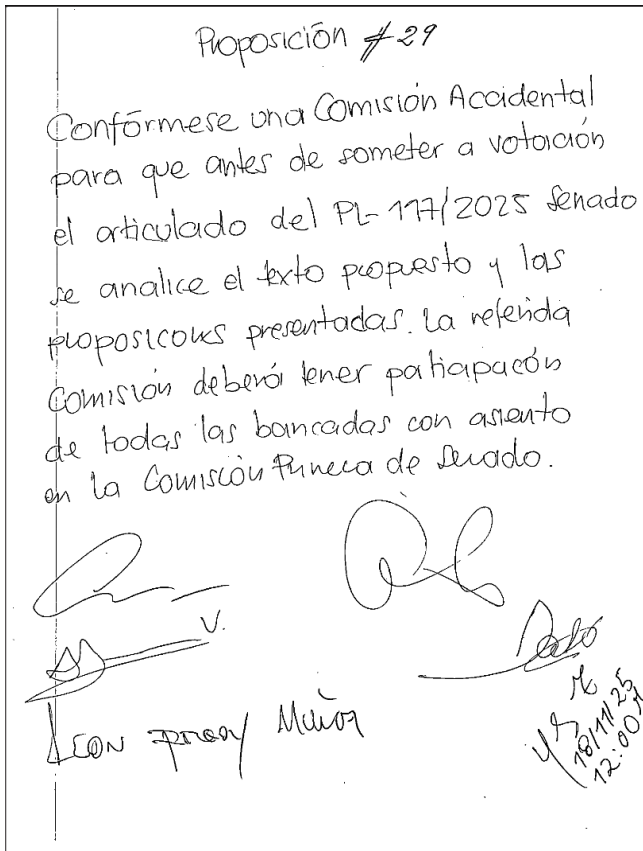 Proposición #29
Confórmese una Comisión Accidental
para que antes de someter a votación
el articulado del PL-117/2025 Senado
se analice el texto propuesto y las
proposicones presentadas. La referida
Comisión deberá tener paticipacón
de todas las bancadas con asiento
en la Comisión Primera de Senado.
V.
León Muñoz
18/11/25
12:00